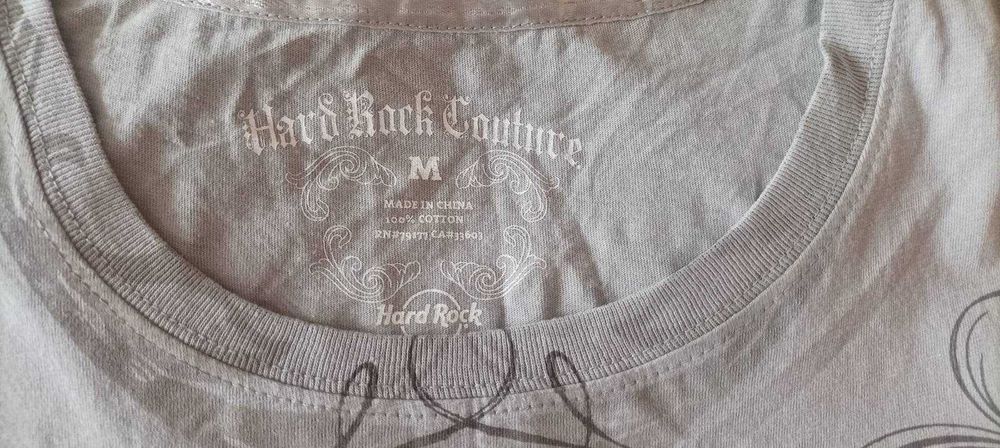 Hard Rock Couture
M
MADE IN CHINA
100% COTTON
RN#79177 CA#33603
Hard Rock